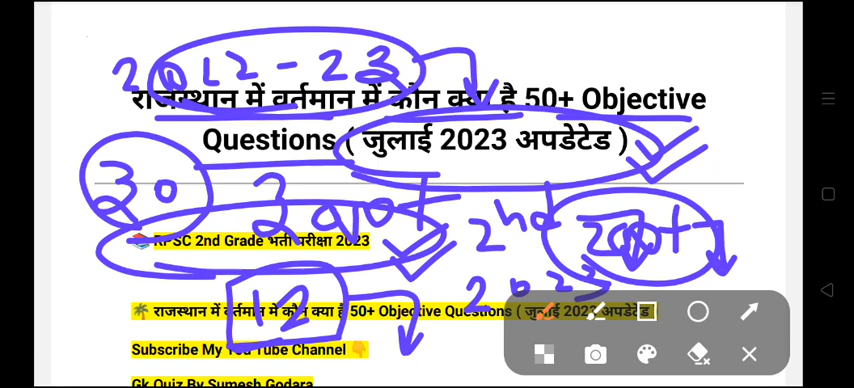 2012-23
राजस्थान में वर्तमान में कौन क्या है 50+ Objective
Questions ( जुलाई 2023 अपडेटेड )
30
2nd
200+
📚 RPSC 2nd Grade भर्ती परीक्षा 2023
2023
12
🌴 राजस्थान में वर्तमान में कौन क्या है 50+ Objective Questions ( जुलाई 2023 अपडेटेड )
Subscribe My YouTube Channel 👇
Gk Quiz By Sumesh Godara